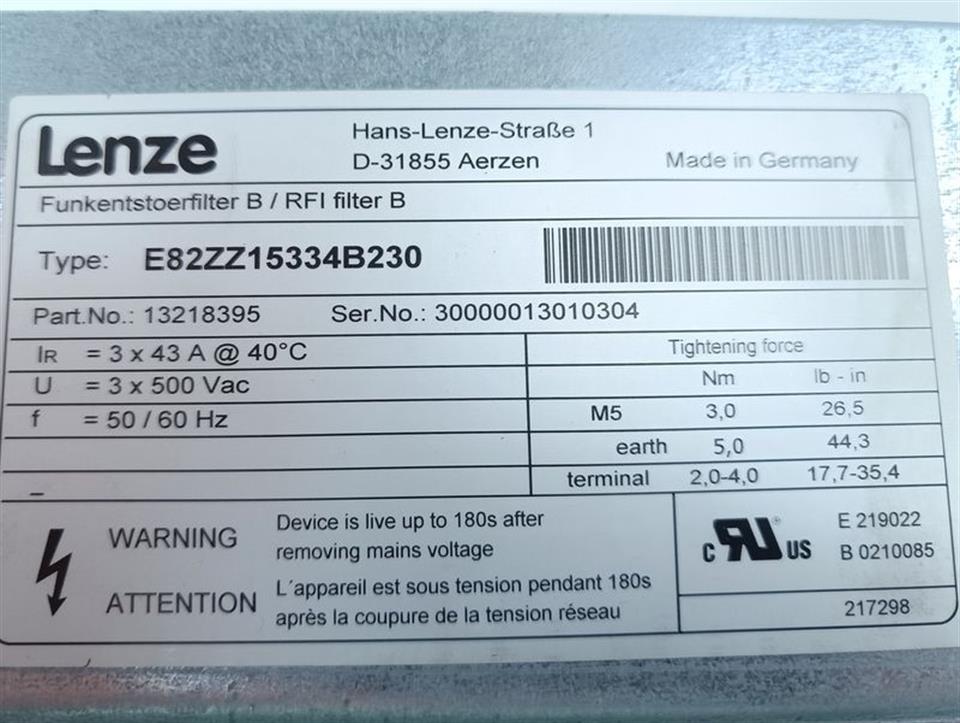 Lenze
Hans-Lenze-Straße 1
D-31855 Aerzen
Made in Germany
Funkentstoerfilter B / RFI filter B
Type: E82ZZ15334B230
Part.No.: 13218395 Ser.No.: 30000013010304
IR = 3 x 43 A @ 40°C
U = 3 x 500 Vac
f = 50 / 60 Hz
Tightening force
Nm lb - in
M5 3,0 26,5
earth 5,0 44,3
terminal 2,0-4,0 17,7-35,4
WARNING
Device is live up to 180s after
removing mains voltage
ATTENTION
L´appareil est sous tension pendant 180s
après la coupure de la tension réseau
c RU ® US
E 219022
B 0210085
217298